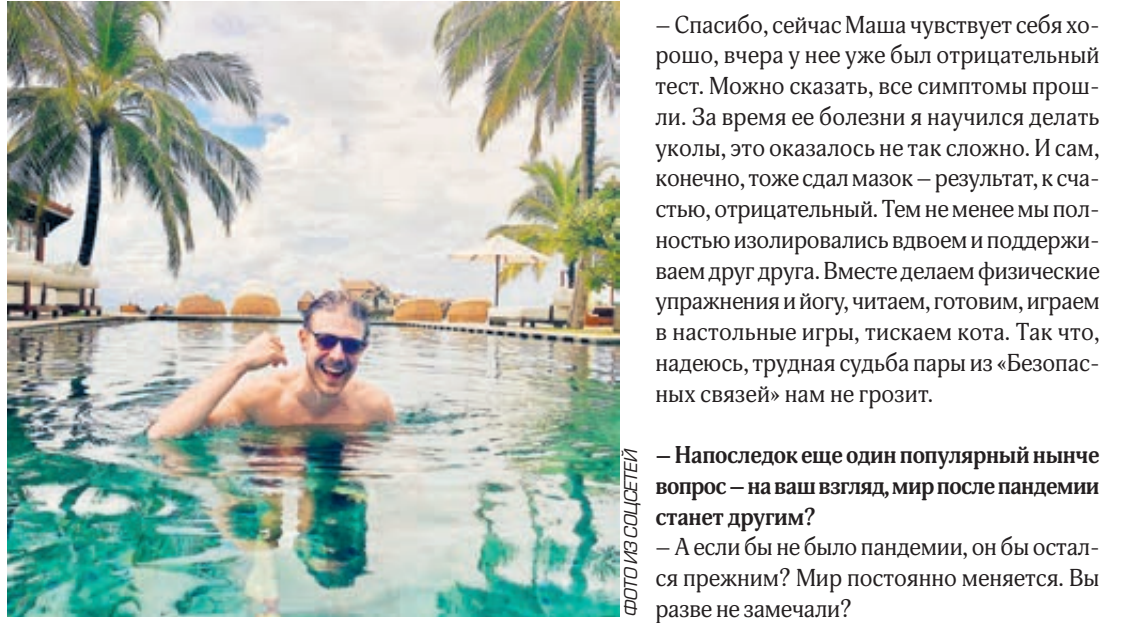 – Спасибо, сейчас Маша чувствует себя хо-
рошо, вчера у нее уже был отрицательный
тест. Можно сказать, все симптомы прош-
ли. За время ее болезни я научился делать
уколы, это оказалось не так сложно. И сам,
конечно, тоже сдал мазок – результат, к сча-
стью, отрицательный. Тем не менее мы пол-
ностью изолировались вдвоем и поддержи-
ваем друг друга. Вместе делаем физические
упражнения и йогу, читаем, готовим, играем
в настольные игры, тискаем кота. Так что,
надеюсь, трудная судьба пары из «Безопас-
ных связей» нам не грозит.
– Напоследок еще один популярный нынче
вопрос – на ваш взгляд, мир после пандемии
станет другим?
– А если бы не было пандемии, он бы остал-
ся прежним? Мир постоянно меняется. Вы
разве не замечали?
ФОТО ИЗ СОЦСЕТЕЙ